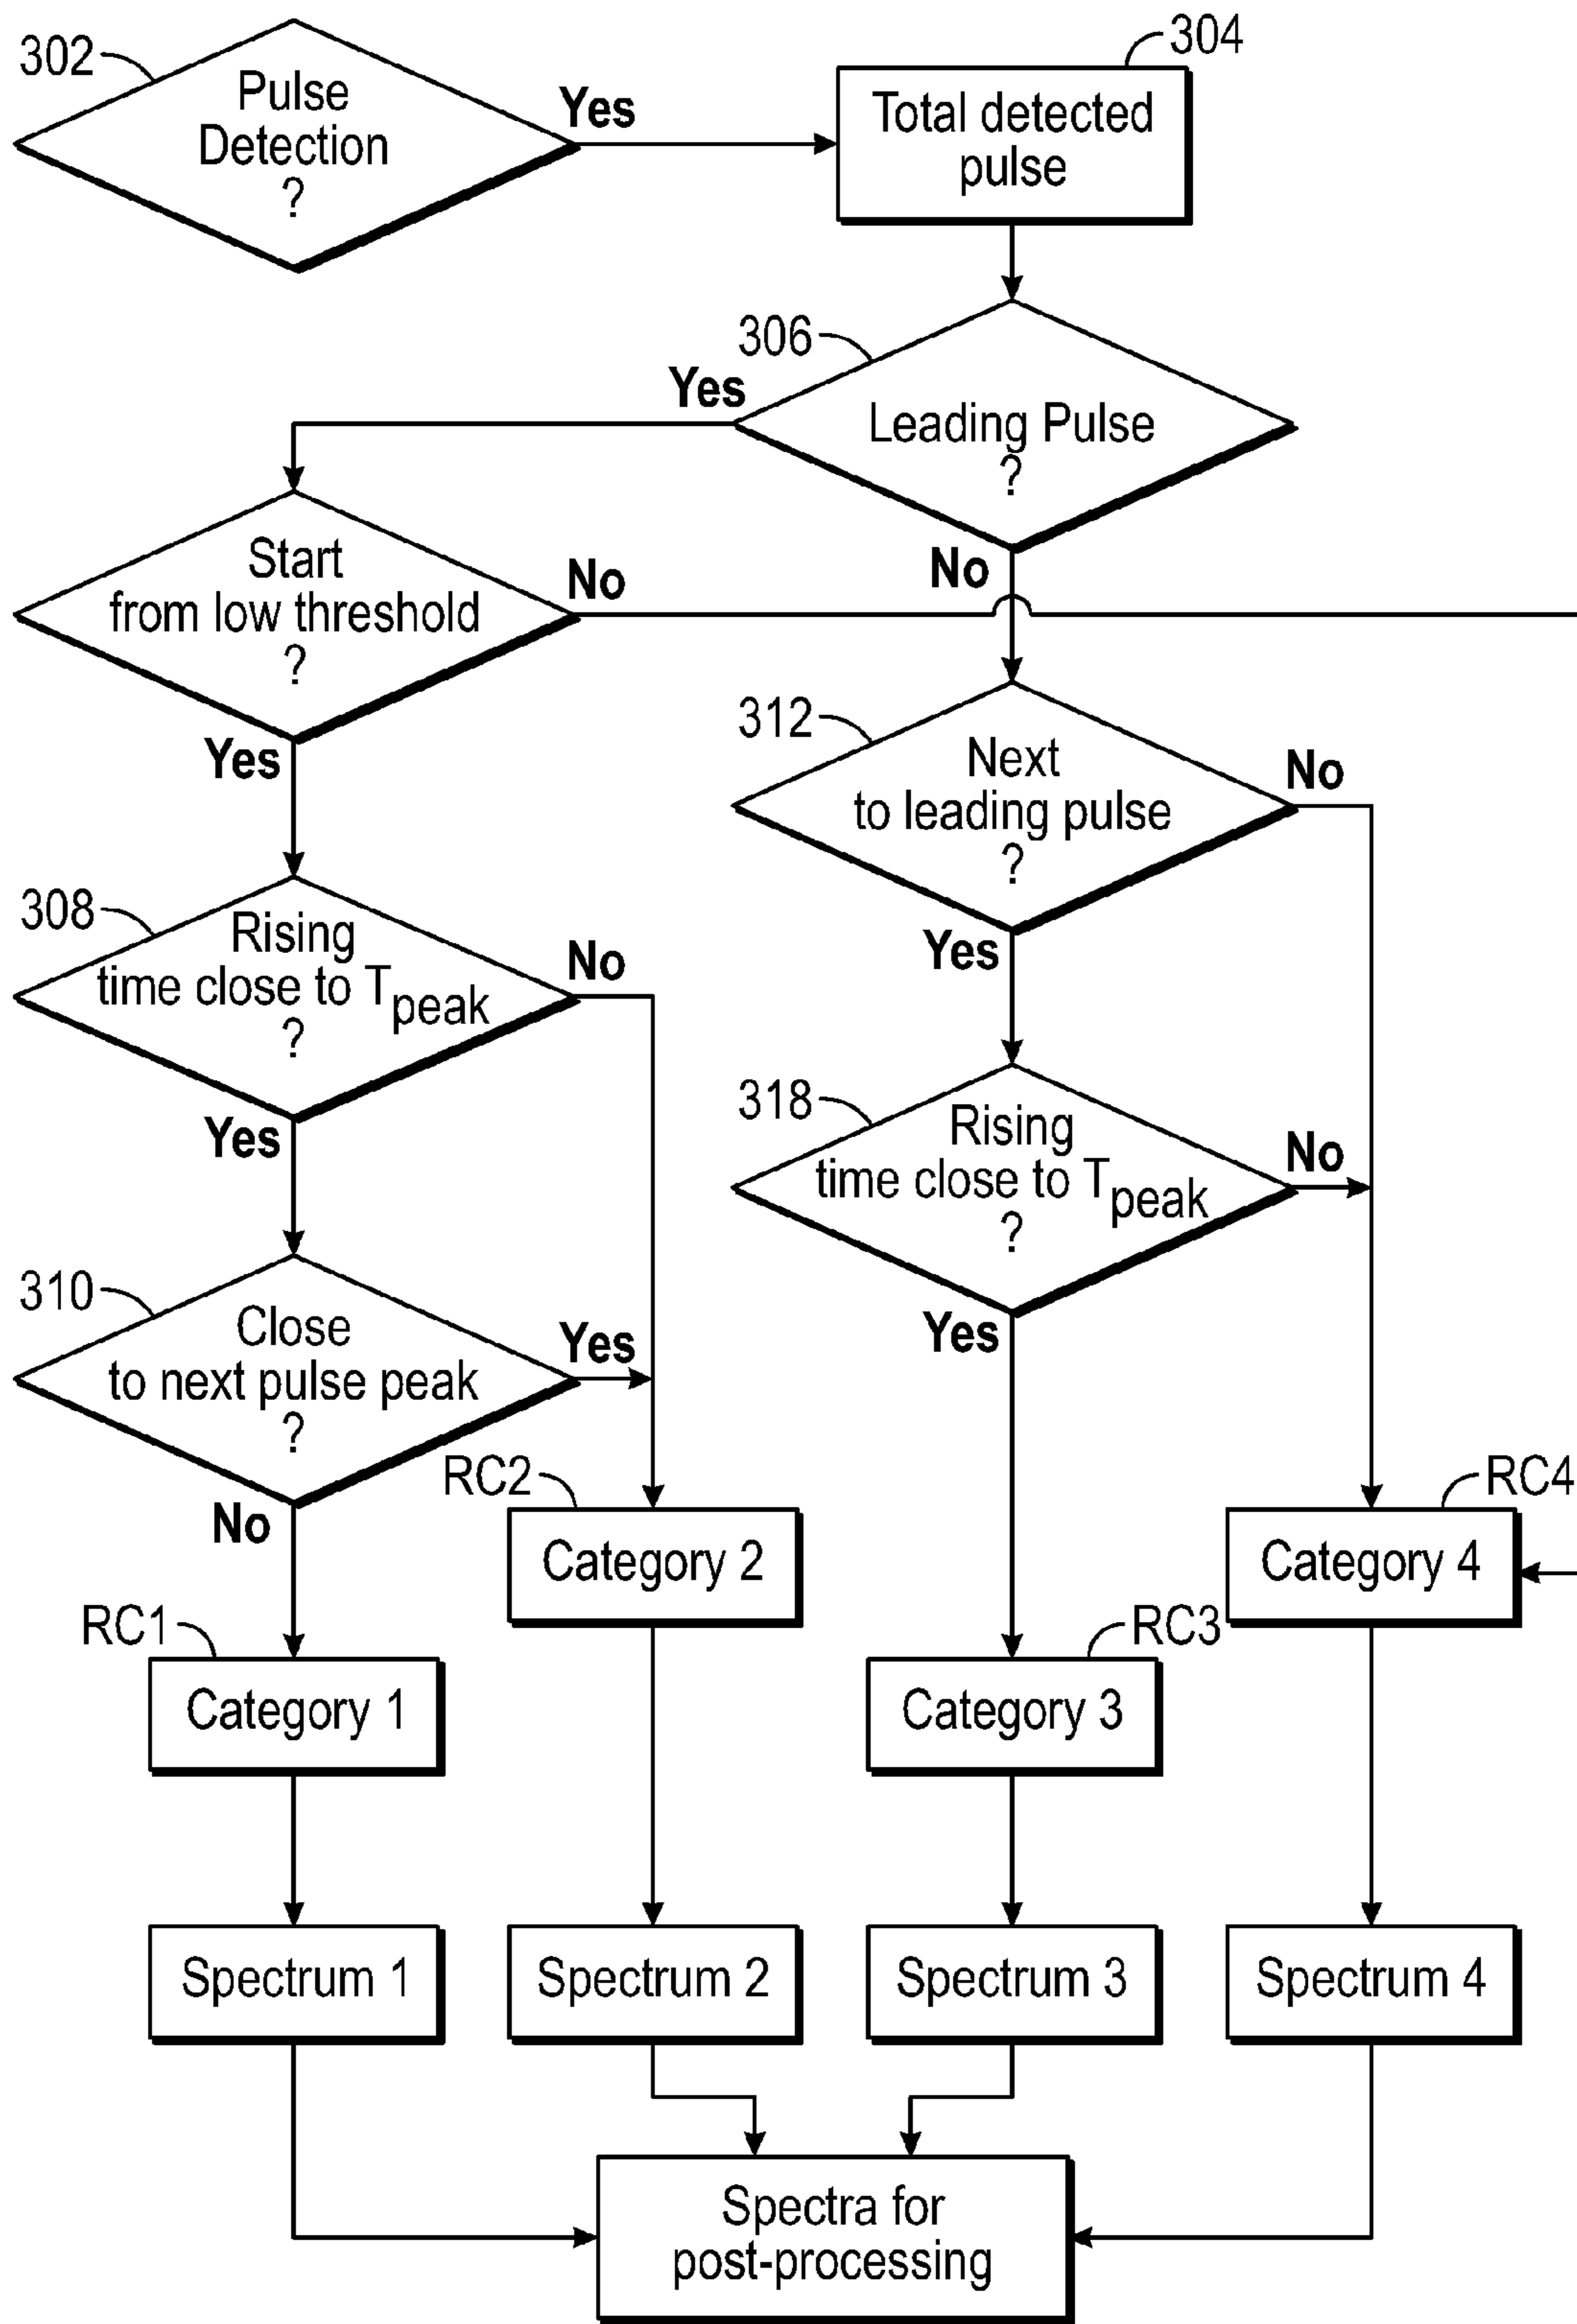 302
Pulse
Detection
?
Yes
304
Total detected
pulse
306
Leading Pulse
?
Yes
No
Start
from low threshold
?
No
Yes
312
Next
to leading pulse
?
No
Yes
308
Rising
time close to Tpeak
?
No
Yes
318
Rising
time close to Tpeak
?
No
Yes
310
Close
to next pulse peak
?
Yes
No
RC2
Category 2
RC4
Category 4
RC1
Category 1
RC3
Category 3
Spectrum 1
Spectrum 2
Spectrum 3
Spectrum 4
Spectra for
post-processing